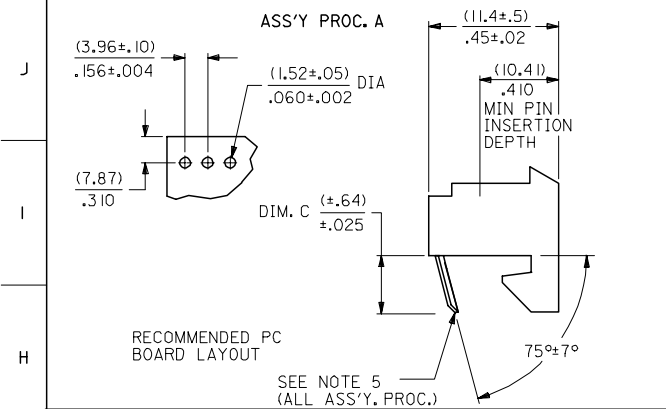 ASS'Y PROC. A
(3.96±.10)
.156±.004
(1.52±.05)
.060±.002 DIA
(11.4±.5)
.45±.02
(10.41)
.410
MIN PIN
INSERTION
DEPTH
J
(7.87)
.310
I
DIM. C (±.64)
±.025
RECOMMENDED PC
BOARD LAYOUT
H
75°±7°
SEE NOTE 5
(ALL ASS'Y. PROC.)